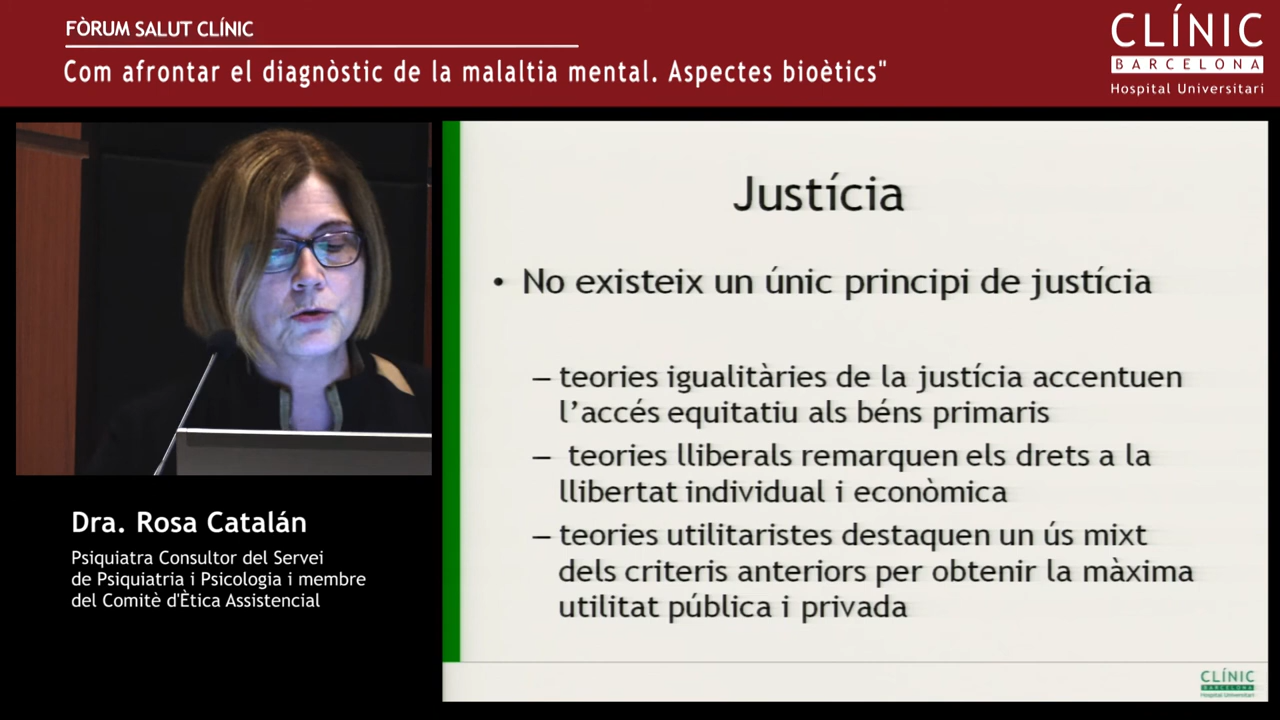 FÒRUM SALUT CLÍNIC
Com afrontar el diagnòstic de la malaltia mental. Aspectes bioètics"
CLÍNIC
BARCELONA
Hospital Universitari
Justícia
• No existeix un únic principi de justícia
– teories igualitàries de la justícia accentuen
l’accés equitatiu als béns primaris
– teories lliberals remarquen els drets a la
llibertat individual i econòmica
– teories utilitaristes destaquen un ús mixt
dels criteris anteriors per obtenir la màxima
utilitat pública i privada
Dra. Rosa Catalán
Psiquiatra Consultor del Servei
de Psiquiatria i Psicologia i membre
del Comitè d'Ètica Assistencial
CLÍNIC
BARCELONA
Hospital Universitari